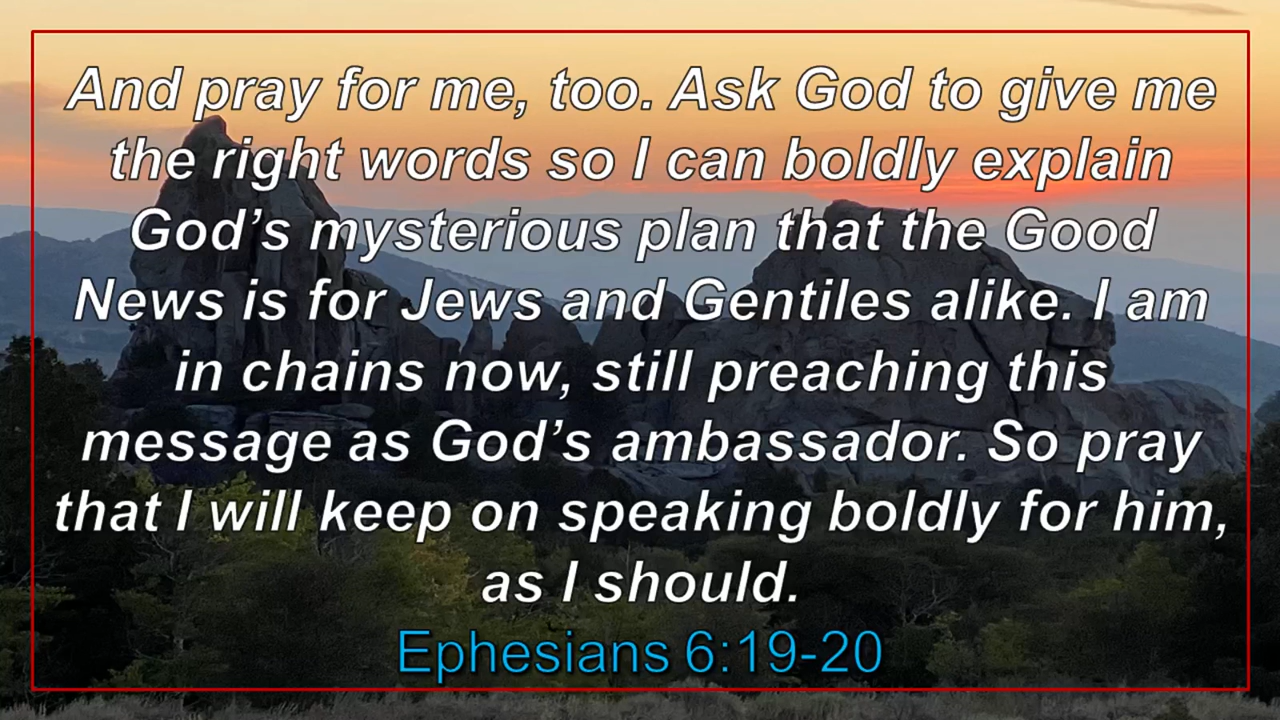 And pray for me, too. Ask God to give me
the right words so I can boldly explain
God’s mysterious plan that the Good
News is for Jews and Gentiles alike. I am
in chains now, still preaching this
message as God’s ambassador. So pray
that I will keep on speaking boldly for him,
as I should.
Ephesians 6:19-20